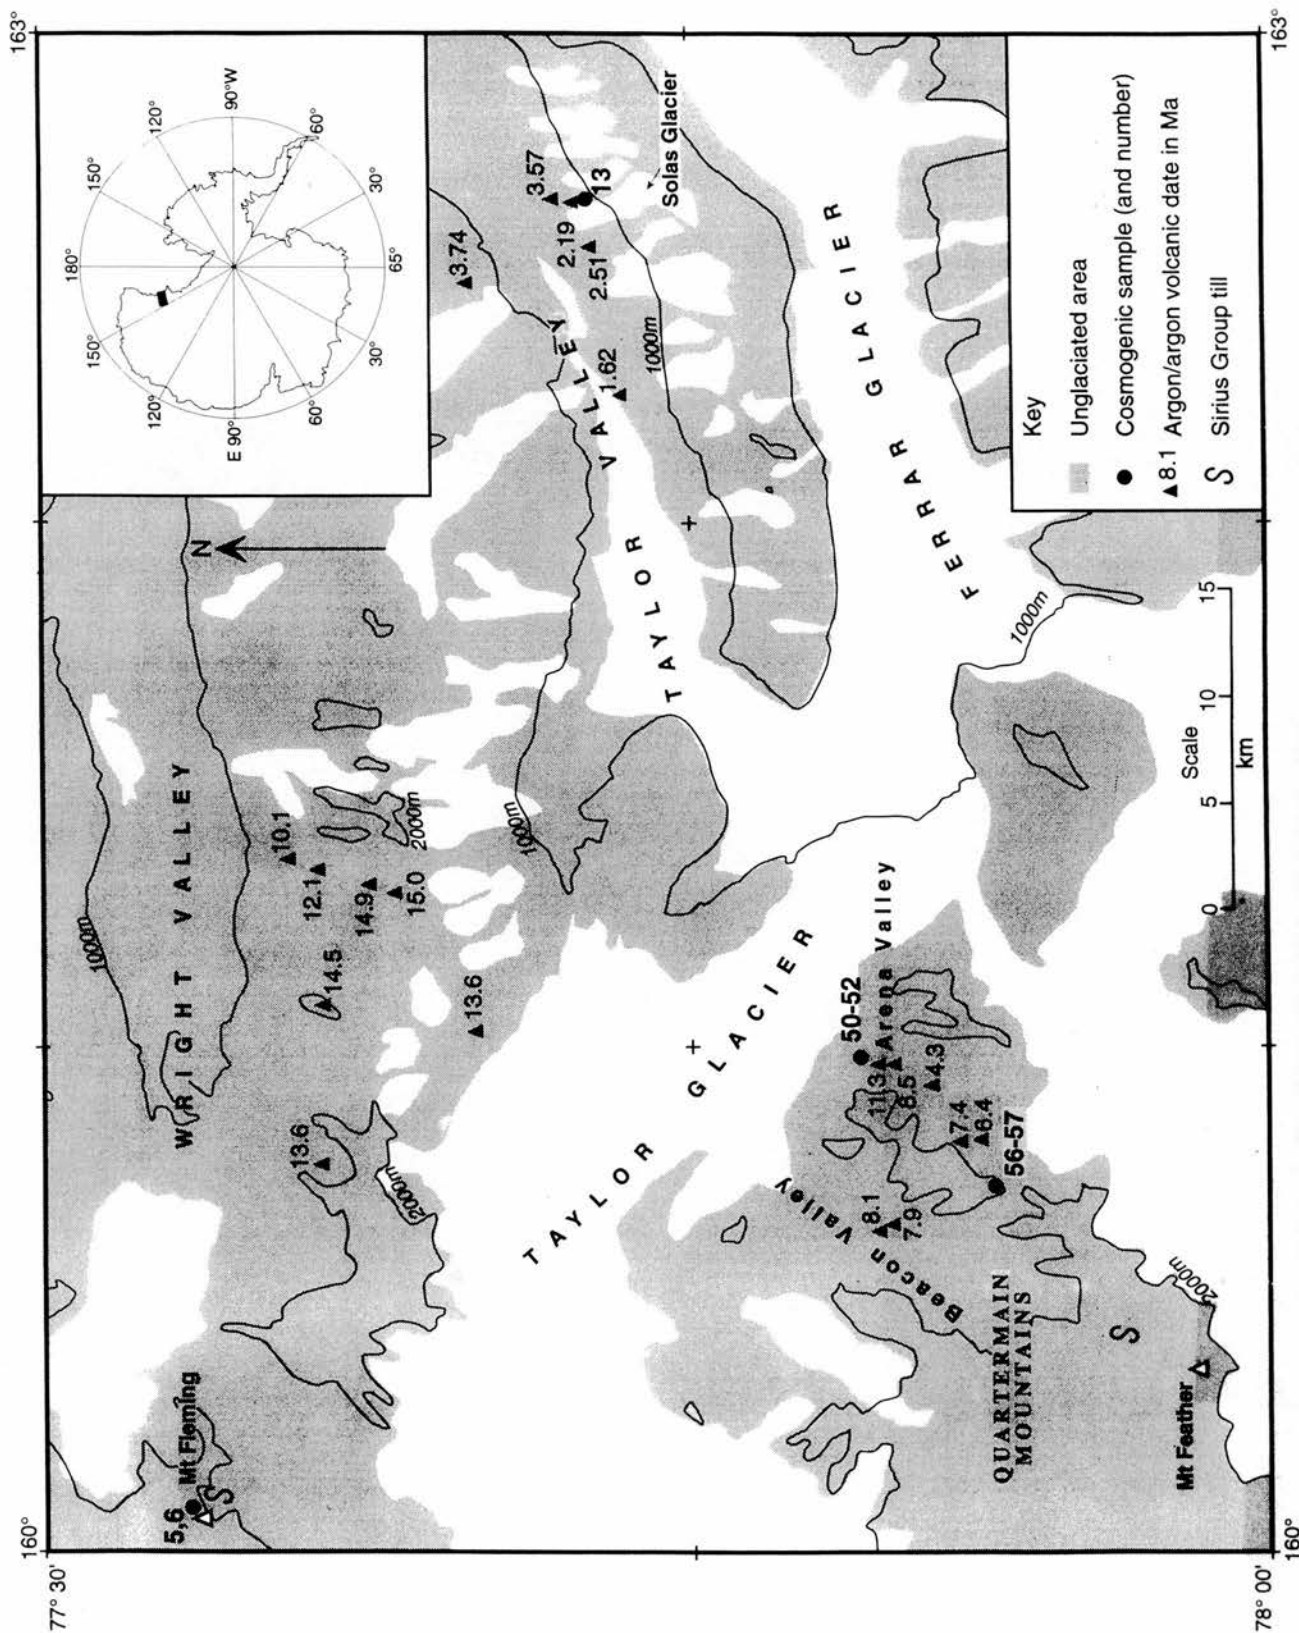 77° 30'
160°
163°
5,6
Mt Fleming
S
WRIGHT VALLEY
1000m
1000m
N
13.6
2000m
14.5
10.1
12.1
14.9
15.0
2000m
13.6
1000m
TAYLOR GLACIER
TAYLOR VALLEY
3.74
3.57
2.19
13
2.51
1.62
1000m
Solas Glacier
FERRAR GLACIER
1000m
50-52
Arena Valley
11.3
8.5
4.3
7.4
6.4
56-57
Beacon Valley
8.1
7.9
QUARTERMAIN
MOUNTAINS
S
2000m
Mt Feather
Scale
0 5 10 15
km
180°
150°
150°
120°
120°
E 90°
90°W
60°
60°
30°
30°
65°
Key
Unglaciated area
Cosmogenic sample (and number)
8.1 Argon/argon volcanic date in Ma
S Sirius Group till
78° 00'
160°
163°